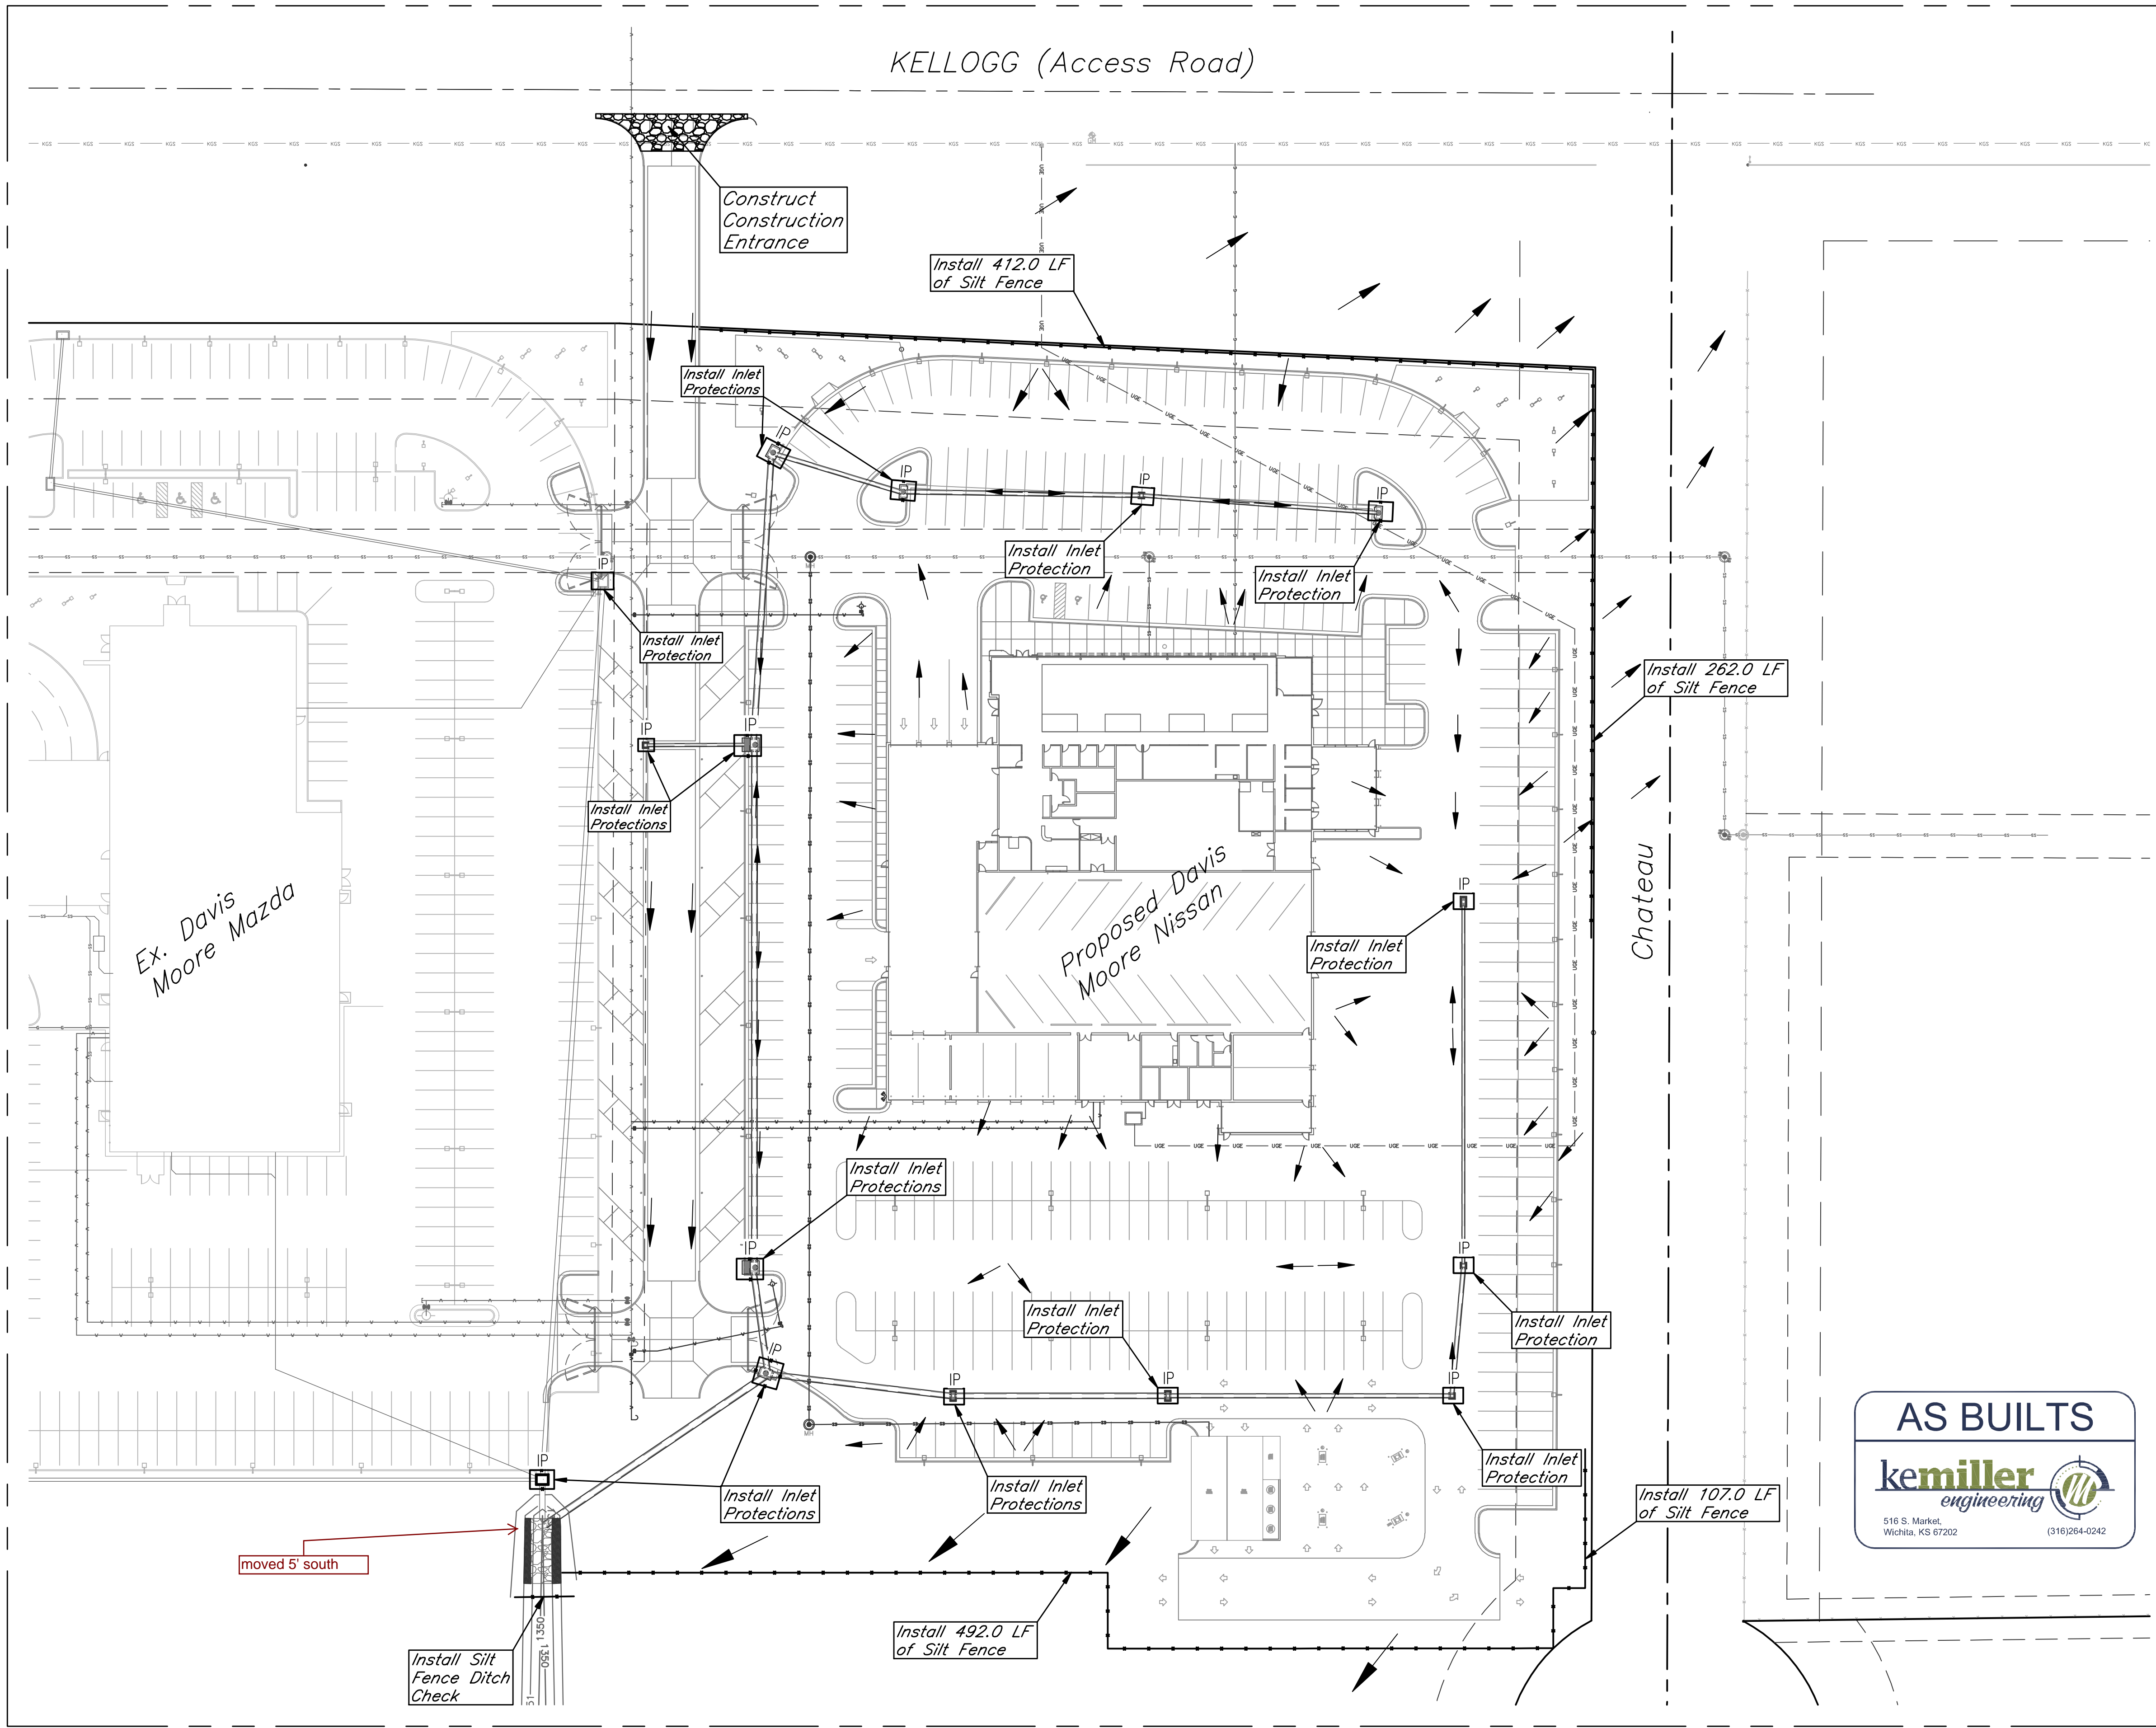 KELLOGG (Access Road)
Construct
Construction
Entrance
Install 412.0 LF
of Silt Fence
Install Inlet
Protections
IP
IP
IP
IP
Install Inlet
Protection
Install Inlet
Protection
IP
Install Inlet
Protection
MH
Install 262.0 LF
of Silt Fence
IP
IP
Install Inlet
Protections
Ex. Davis
Moore Mazda
Proposed Davis
Moore Nissan
Chateau
IP
Install Inlet
Protection
Install Inlet
Protections
IP
IP
Install Inlet
Protection
Install Inlet
Protection
IP
IP
IP
IP
MH
IP
Install Inlet
Protections
Install Inlet
Protections
Install Inlet
Protection
Install 107.0 LF
of Silt Fence
moved 5' south
Install 492.0 LF
of Silt Fence
Install Silt
Fence Ditch
Check
1350
1350
51
AS BUILTS
kemiller
engineering
516 S. Market,
Wichita, KS 67202
(316)264-0242
KGS
UGE